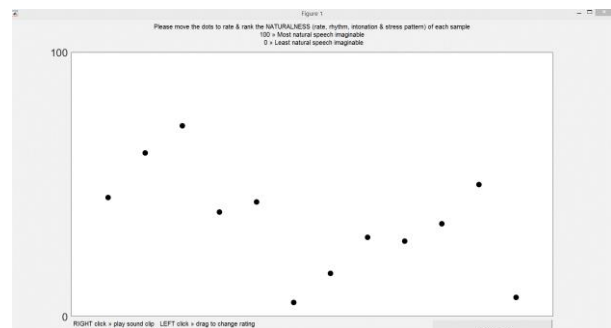 Figure 1
Please move the dots to rate & rank the NATURALNESS (rate, rhythm, intonation & stress pattern) of each sample
100 = Most natural speech imaginable
0 = Least natural speech imaginable
100
0
RIGHT click = play sound clip LEFT click = drag to change rating